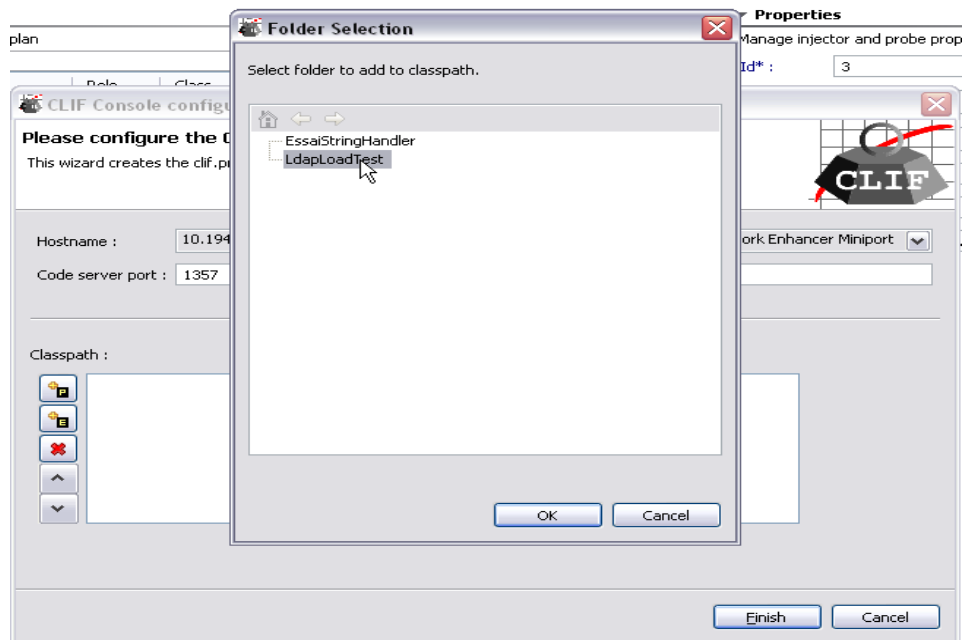 Folder Selection
Properties
plan
Manage injector and probe prop
Id* :
3
Select folder to add to classpath.
CLIF Console configu
EssaiStringHandler
LdapLoadTest
Please configure the
This wizard creates the clif.pr
CLIF
Hostname :
10.194
ork Enhancer Miniport
Code server port :
1357
Classpath :
P
E
OK
Cancel
Finish
Cancel